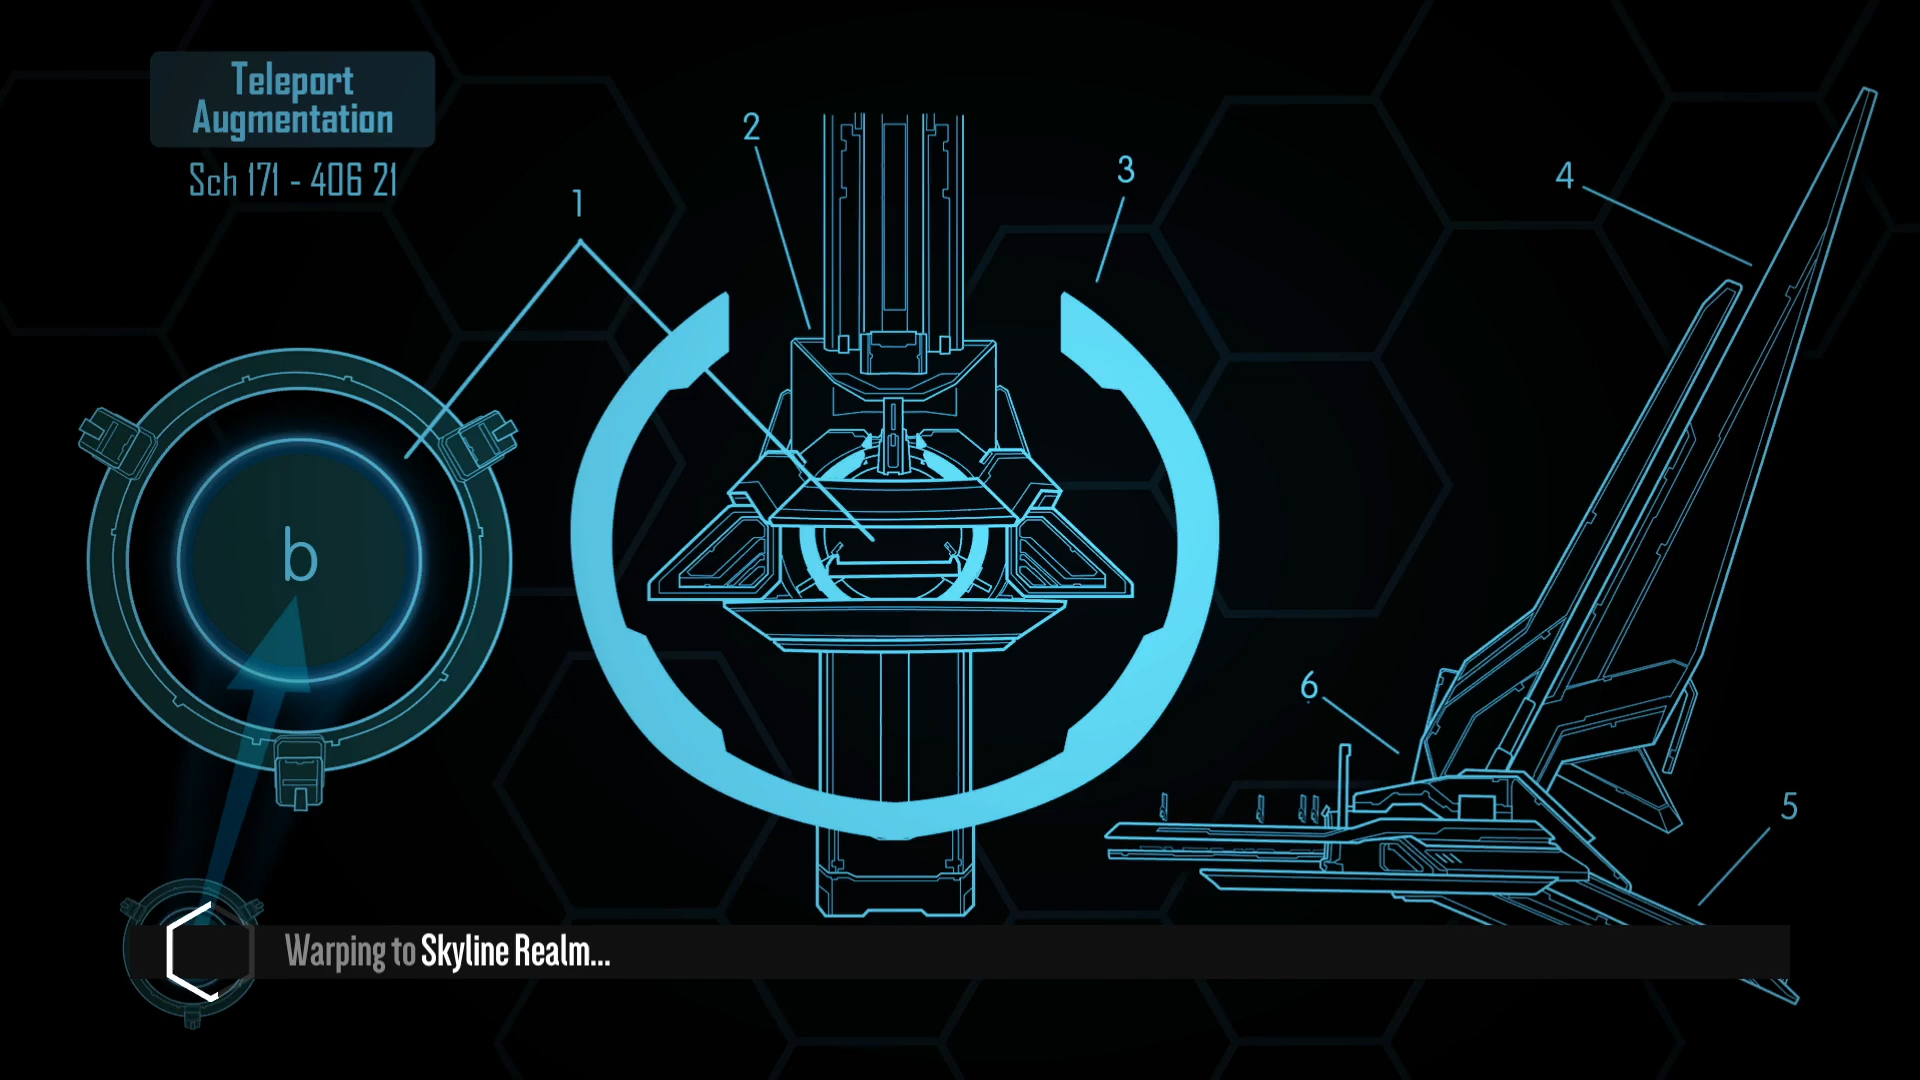 Teleport
Augmentation
Sch 171 - 406 21
1
2
3
4
b
6
5
Warping to Skyline Realm...